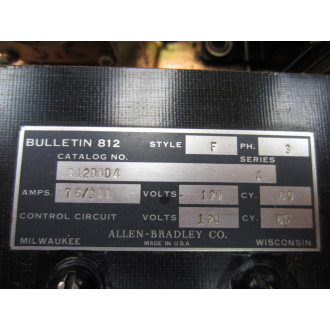 BULLETIN 812 STYLE F PH. 3
CATALOG NO. SERIES
A
AMPS. VOLTS- CY.
CONTROL CIRCUIT VOLTS CY.
ALLEN-BRADLEY CO.
MILWAUKEE MADE IN U.S.A. WISCONSIN